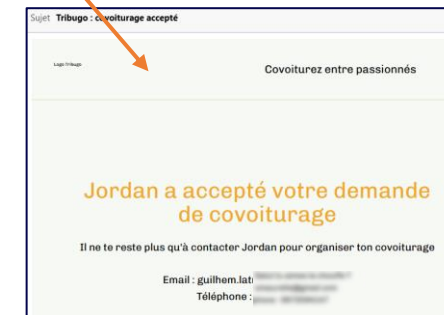 Sujet Tribugo : covoiturage accepté
Logo Tribugo
Covoiturez entre passionnés
Jordan a accepté votre demande
de covoiturage
Il ne te reste plus qu'à contacter Jordan pour organiser ton covoiturage
Email : guilhem.lat
Téléphone :